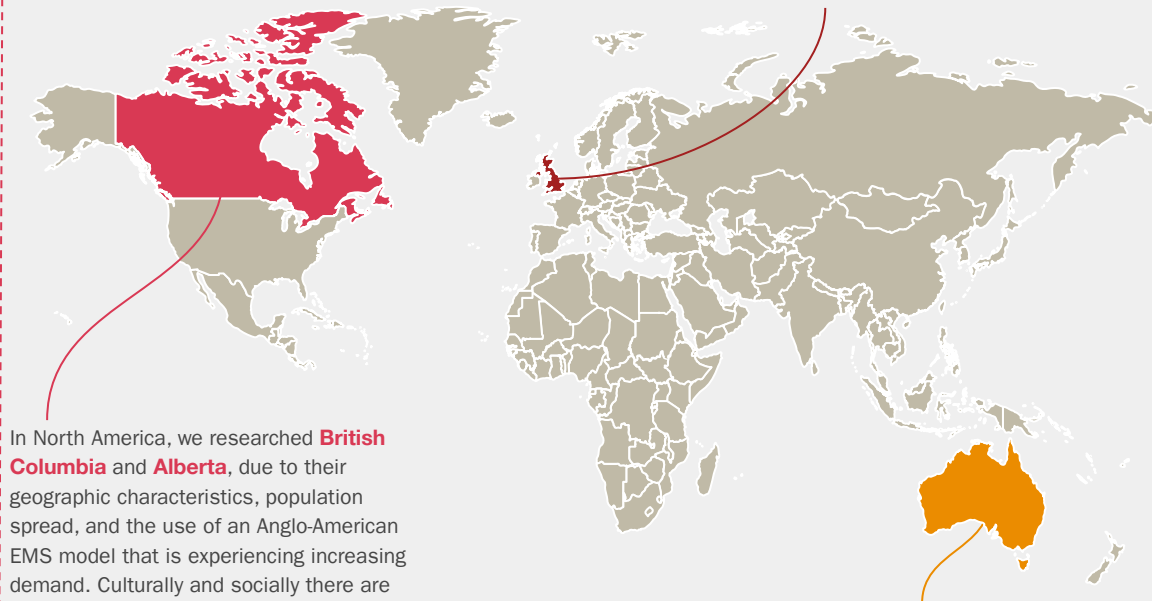 In North America, we researched British
Columbia and Alberta, due to their
geographic characteristics, population
spread, and the use of an Anglo-American
EMS model that is experiencing increasing
demand. Culturally and socially there are